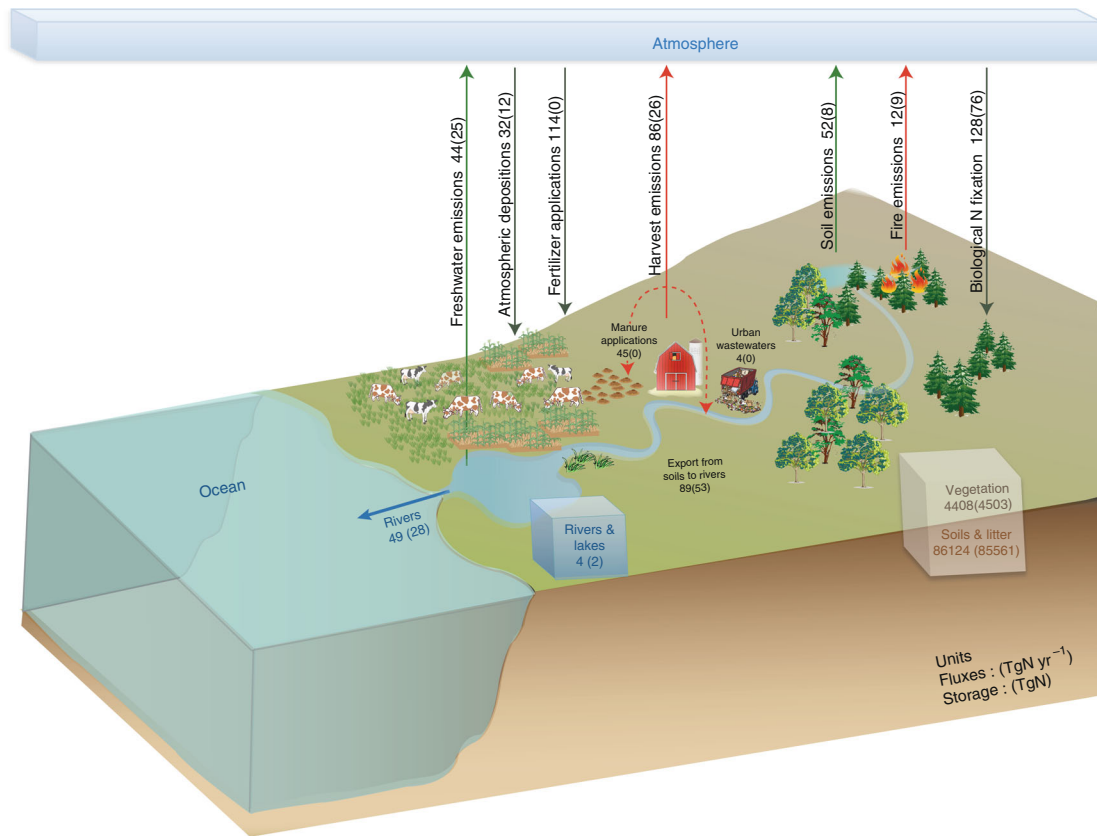 Atmosphere
Freshwater emissions 44(25)
Atmospheric depositions 32(12)
Fertilizer applications 114(0)
Harvest emissions 86(26)
Soil emissions 52(8)
Fire emissions 12(9)
Biological N fixation 128(76)
Manure
applications
45(0)
Urban
wastewaters
4(0)
Export from
soils to rivers
89(53)
Ocean
Rivers
49 (28)
Rivers &
lakes
4 (2)
Vegetation
4408(4503)
Soils & litter
86124 (85561)
Units
Fluxes : (TgN yr⁻¹)
Storage : (TgN)